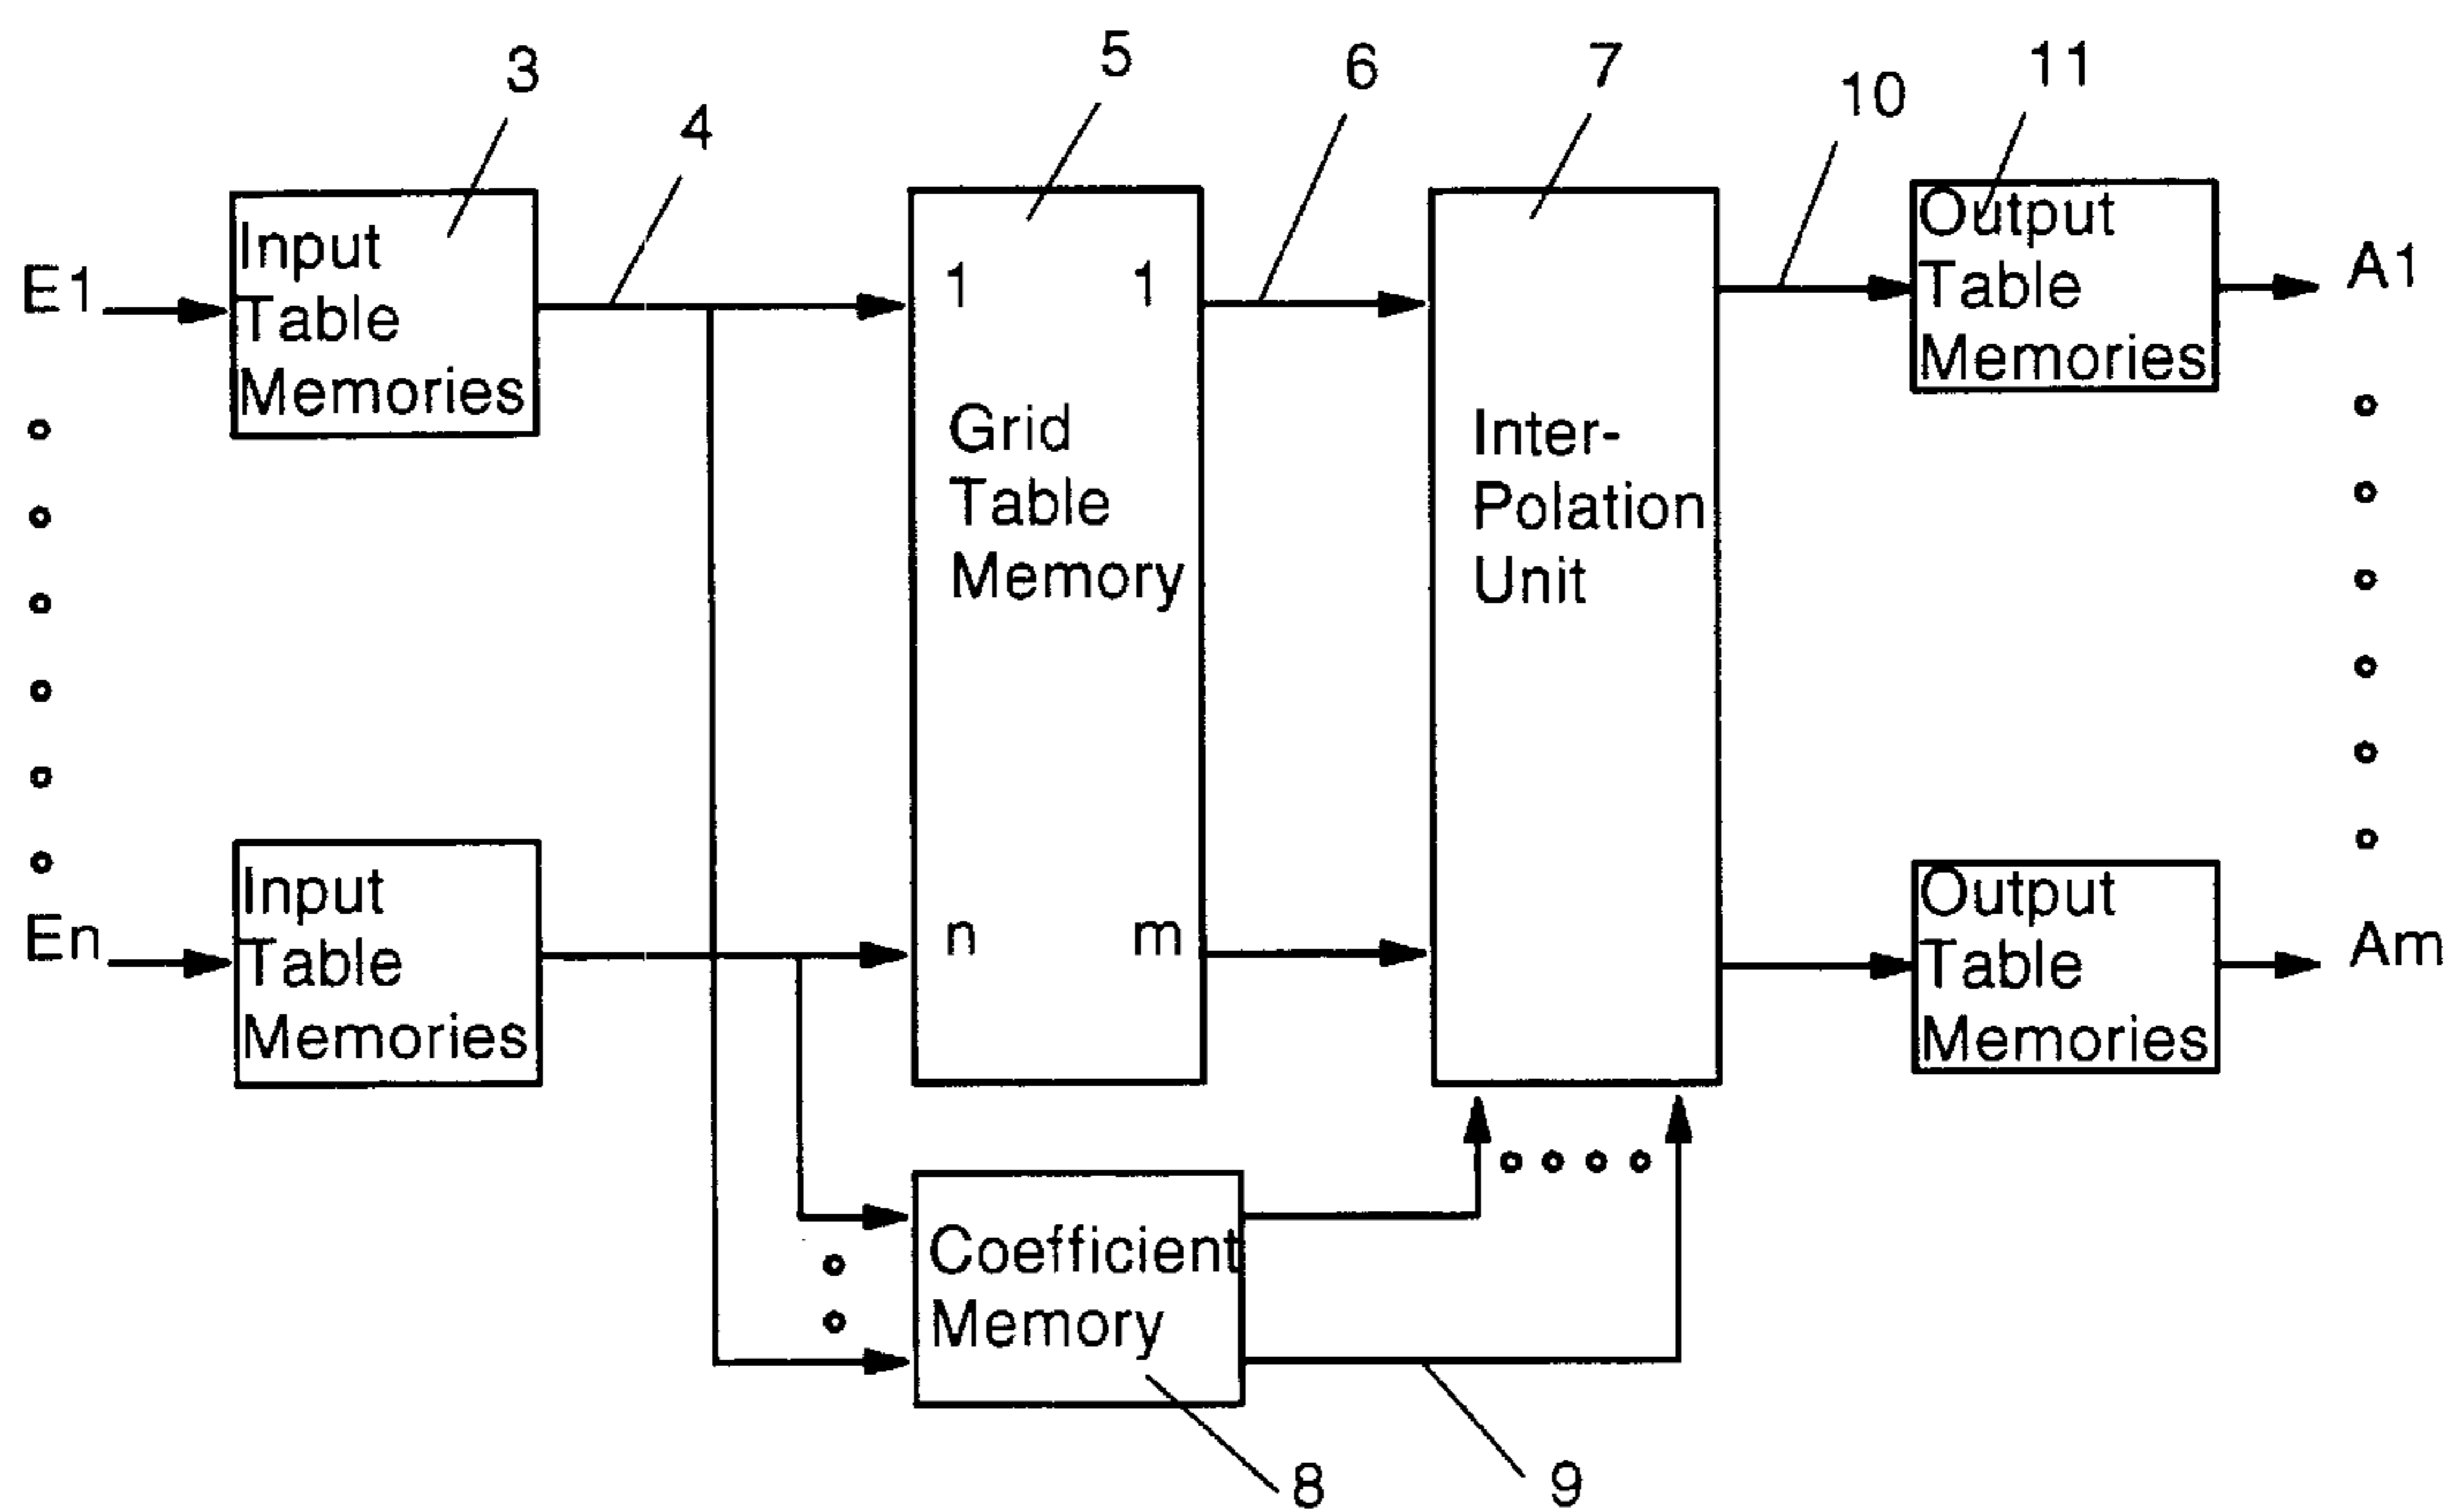 3
4
5
6
7
10
11
E1
Input
Table
Memories
1
1
Grid
Table
Memory
Inter-
Polation
Unit
Output
Table
Memories
A1
En
Input
Table
Memories
n
m
Output
Table
Memories
Am
Coefficient
Memory
8
9